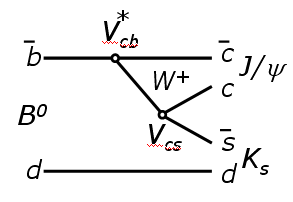 V*cb
b̄ c̄
J/ψ
W⁺ c
B⁰
Vcs s̄
Ks
d d